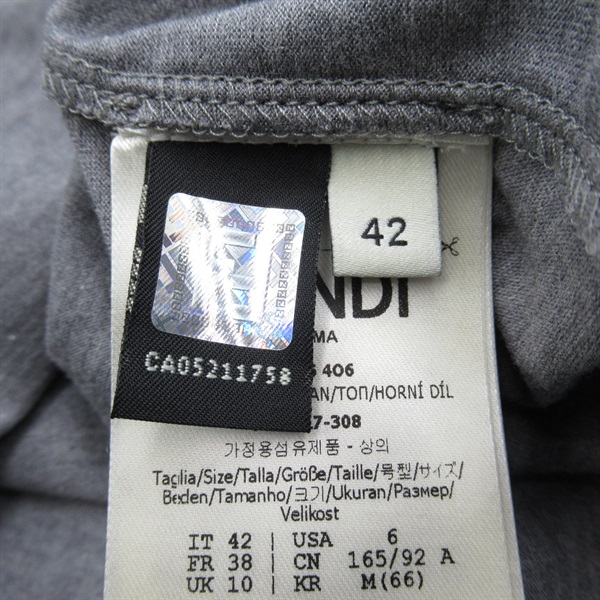 42
CA05211758
NDI
MA
406
AN/ТОП/HORNÍ DÍL
7-308
가정용섬유제품 - 상의
Taglia/Size/Talla/Größe/Taille/号型/サイズ/
Beden/Tamanho/크기/Ukuran/Размер/
Velikost
IT 42 | USA 6
FR 38 | CN 165/92 A
UK 10 | KR M(66)